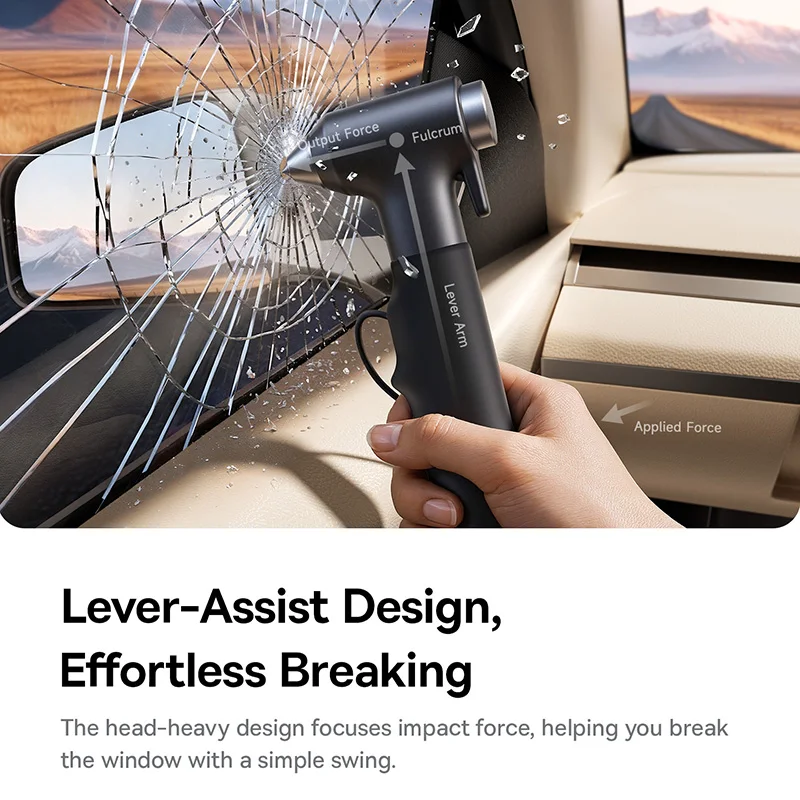 Output Force
Fulcrum
Lever Arm
Applied Force
Lever-Assist Design,
Effortless Breaking
The head-heavy design focuses impact force, helping you break
the window with a simple swing.